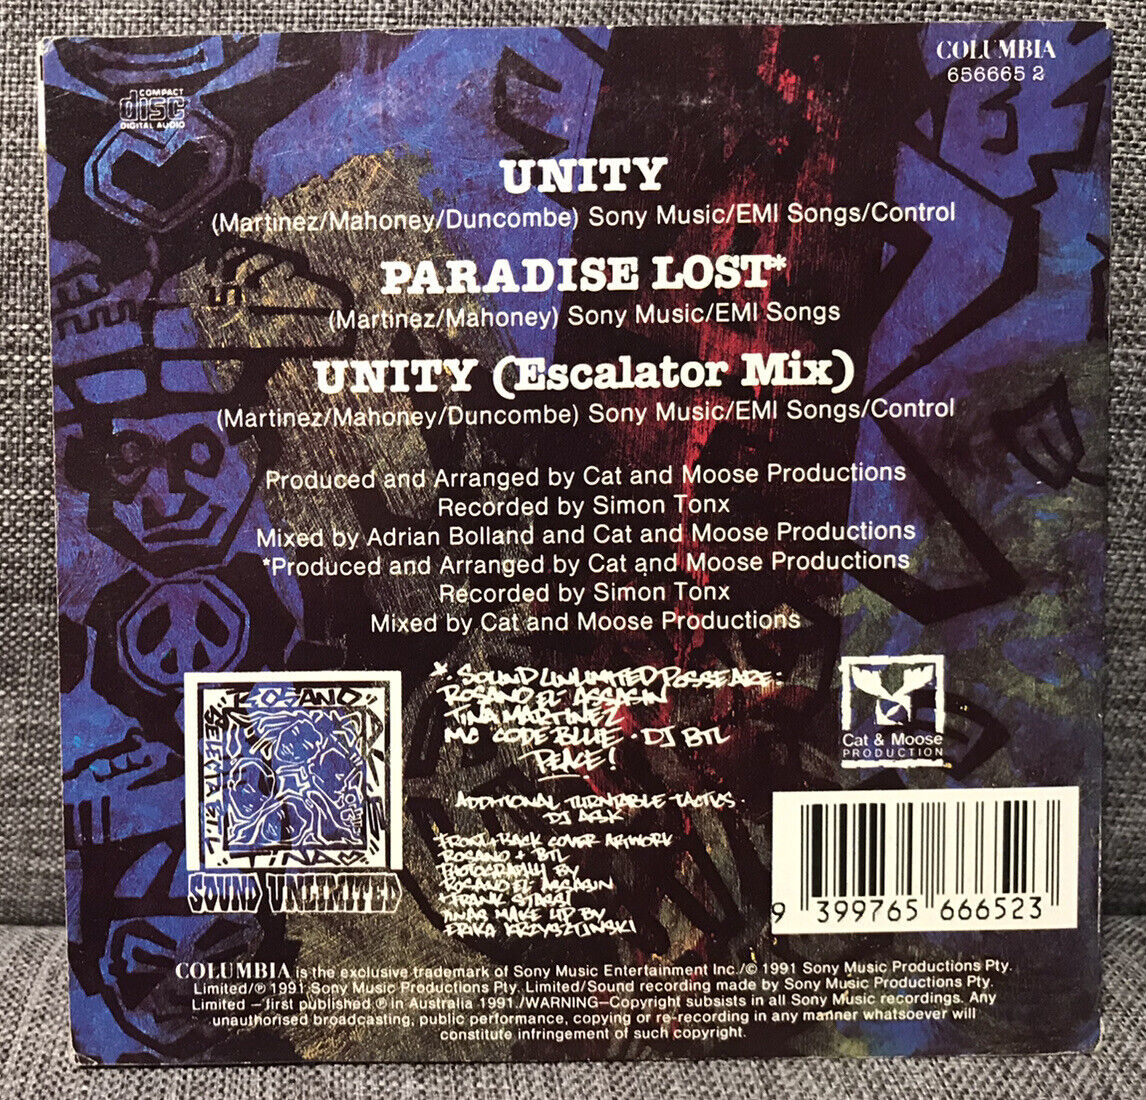 COMPACT
disc
DIGITAL AUDIO
COLUMBIA
656665 2
UNITY
(Martinez/Mahoney/Duncombe) Sony Music/EMI Songs/Control
PARADISE LOST*
(Martinez/Mahoney) Sony Music/EMI Songs
UNITY (Escalator Mix)
(Martinez/Mahoney/Duncombe) Sony Music/EMI Songs/Control
Produced and Arranged by Cat and Moose Productions
Recorded by Simon Tonx
Mixed by Adrian Bolland and Cat and Moose Productions
*Produced and Arranged by Cat and Moose Productions
Recorded by Simon Tonx
Mixed by Cat and Moose Productions
ROSANO
SELECTA B.T.L
TINA
SOUND UNLIMITED
*. SOUND UNLIMITED POSSE ARE:
ROSANO EL' ASSASIN
TINA MARTINEZ
MC CODE BLUE · DJ BTL
PEACE!
ADDITIONAL TURNTABLE TACTICS.
DJ ASK
FRONT + BACK COVER ARTWORK
ROSANO + BTL
PHOTOGRAPHY BY
ROSANO EL ASSASIN
+ FRANK STASSI
TINAS MAKE UP BY
ERIKA KRZYSZTJINSKI
Cat & Moose
PRODUCTION
9 399765 666523
COLUMBIA is the exclusive trademark of Sony Music Entertainment Inc./© 1991 Sony Music Productions Pty.
Limited/℗ 1991 Sony Music Productions Pty. Limited/Sound recording made by Sony Music Productions Pty.
Limited – first published ℗ in Australia 1991./WARNING–Copyright subsists in all Sony Music recordings. Any
unauthorised broadcasting, public performance, copying or re-recording in any manner whatsoever will
constitute infringement of such copyright.